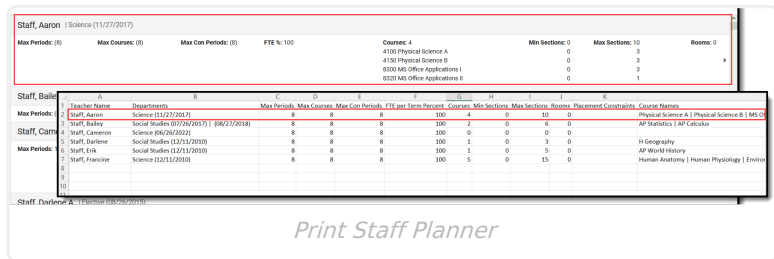 Staff, Aaron | Science (11/27/2017)
Max Periods: (8) Max Courses: (8) Max Con Periods: (8) FTE %: 100 Courses: 4 Min Sections: 0 Max Sections: 10 Rooms: 0
4100 Physical Science A 0 3
4150 Physical Science B 0 3
8300 MS Office Applications I 0 3
8320 MS Office Applications II 0 1
Staff, Baile
A B C D E F G H I J K
1 Teacher Name Departments Max Periods Max Courses Max Con Periods FTE per Term Percent Courses Min Sections Max Sections Rooms Placement Constraints Course Names
Max Periods: (
2 Staff, Aaron Science (11/27/2017) 8 8 8 100 4 0 10 0 Physical Science A | Physical Science B | MS Of
3 Staff, Bailey Social Studies (07/26/2017) | (08/27/2018) 8 8 8 100 2 0 6 0 AP Statistics | AP Calculus
Staff, Came
4 Staff, Cameron Science (06/26/2022) 8 8 8 100 0 0 0 0
5 Staff, Darlene Social Studies (12/11/2010) 8 8 8 100 1 0 3 0 H Geography
Max Periods: 1
6 Staff, Erik Social Studies (12/11/2010) 8 8 8 100 1 0 5 0 AP World History
7 Staff, Francine Science (12/11/2010) 8 8 8 100 5 0 15 0 Human Anatomy | Human Physiology | Environ
8
9
10
11
Staff, Darlene A | Elective (08/26/2015)
Print Staff Planner